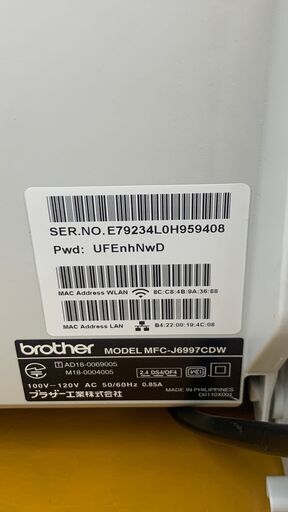 SER.NO.E79234L0H959408
Pwd: UFEnhNwD
MAC Address WLAN 8C:C8:4B:9A:36:88
MAC Address LAN B4:22:00:19:4C:08
brother MODEL MFC-J6997CDW
T AD18-0069005
M18-0004005
2.4 DS4/OF4
100V-120V AC 50/60Hz 0.85A
ブラザー工業株式会社
MADE IN PHILIPPINES
D0110X001